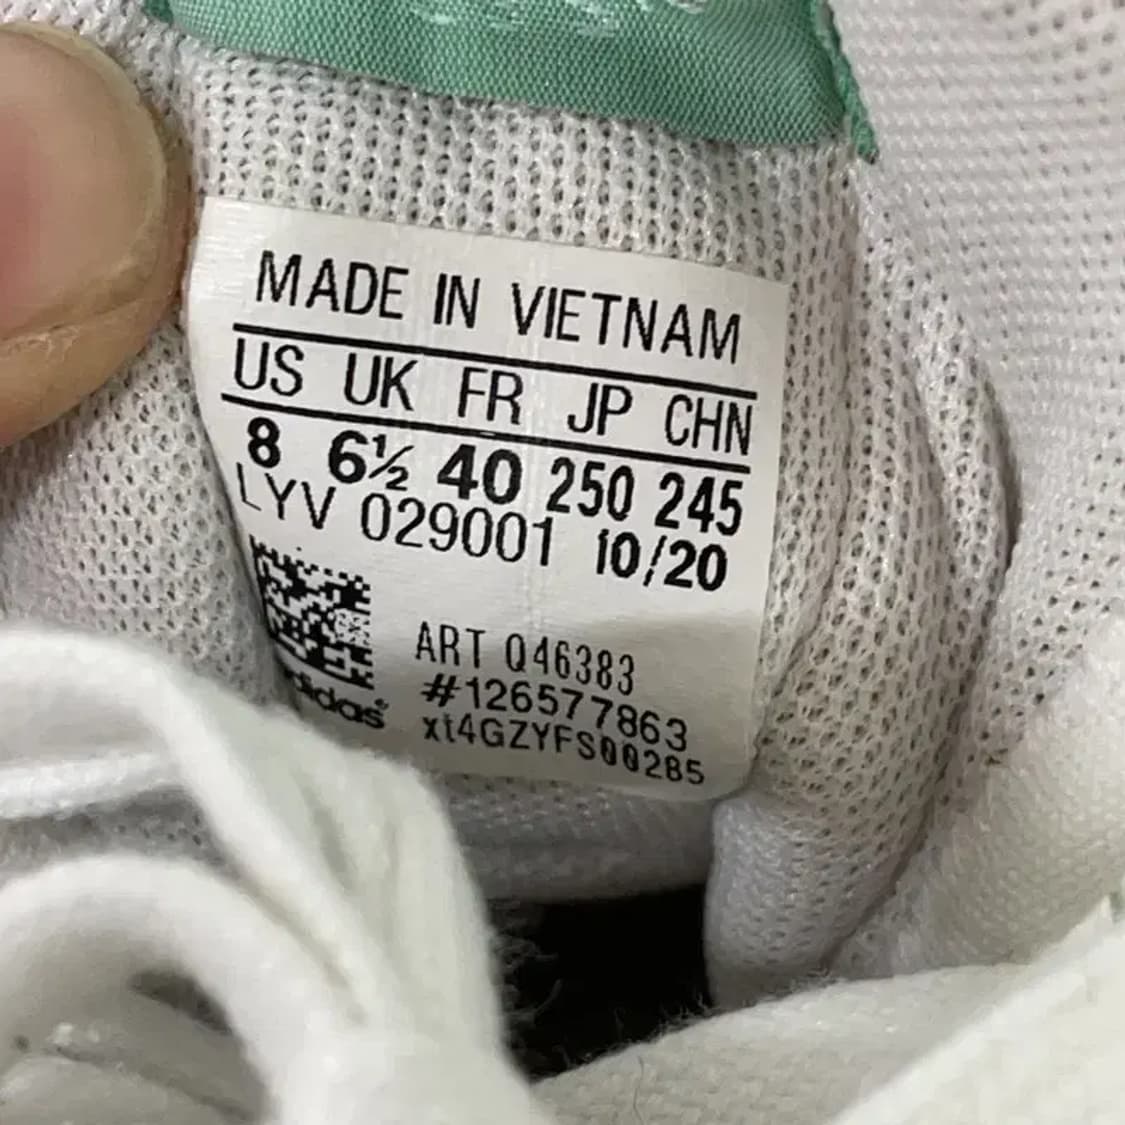 MADE IN VIETNAM
US UK FR JP CHN
8 6½ 40 250 245
LYV 029001 10/20
ART Q46383
#126577863
xt4GZYFS00285
adidas®